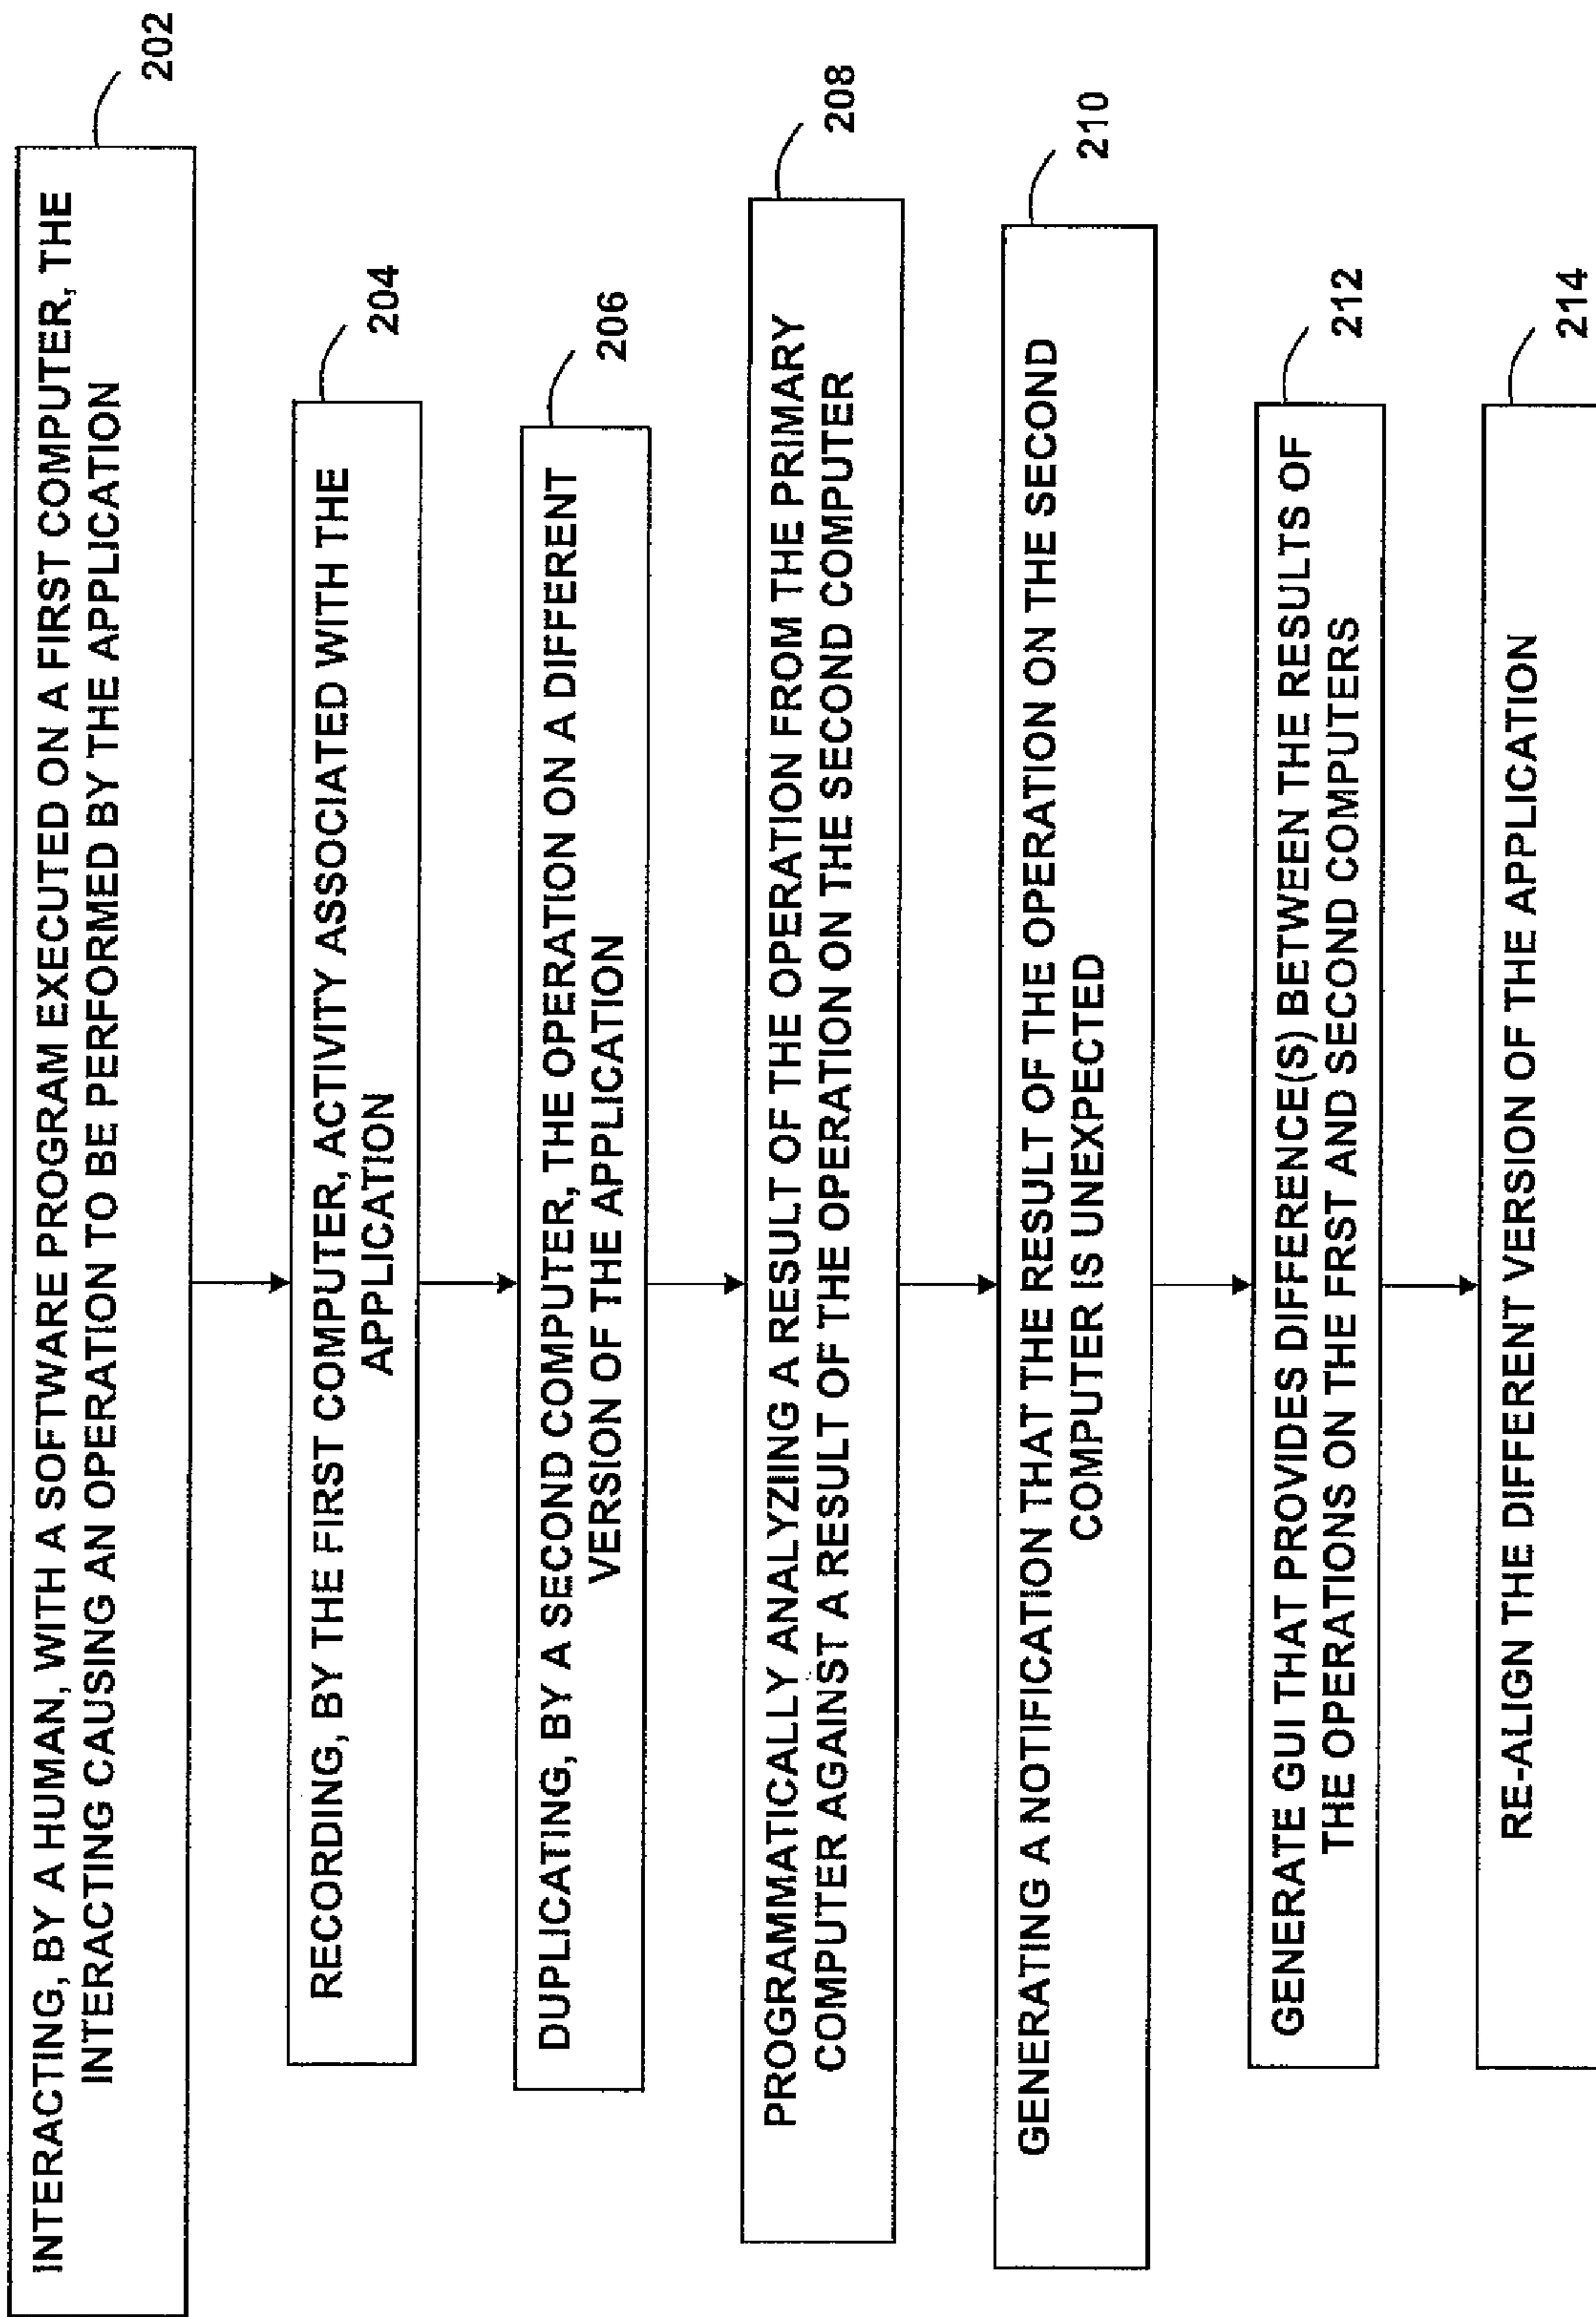 INTERACTING, BY A HUMAN, WITH A SOFTWARE PROGRAM EXECUTED ON A FIRST COMPUTER, THE
INTERACTING CAUSING AN OPERATION TO BE PERFORMED BY THE APPLICATION
202
RECORDING, BY THE FIRST COMPUTER, ACTIVITY ASSOCIATED WITH THE
APPLICATION
204
DUPLICATING, BY A SECOND COMPUTER, THE OPERATION ON A DIFFERENT
VERSION OF THE APPLICATION
206
PROGRAMMATICALLY ANALYZIING A RESULT OF THE OPERATION FROM THE PRIMARY
COMPUTER AGAINST A RESULT OF THE OPERATION ON THE SECOND COMPUTER
208
GENERATING A NOTIFICATION THAT THE RESULT OF THE OPERATION ON THE SECOND
COMPUTER IS UNEXPECTED
210
GENERATE GUI THAT PROVIDES DIFFERENCE(S) BETWEEN THE RESULTS OF
THE OPERATIONS ON THE FRST AND SECOND COMPUTERS
212
RE-ALIGN THE DIFFERENT VERSION OF THE APPLICATION
214